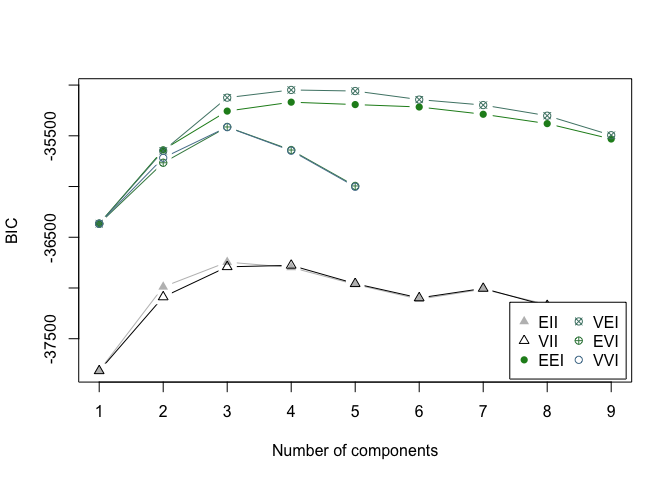 BIC
-35500
-36500
-37500
EII
VII
EEI
VEI
EVI
VVI
1 2 3 4 5 6 7 8 9
Number of components